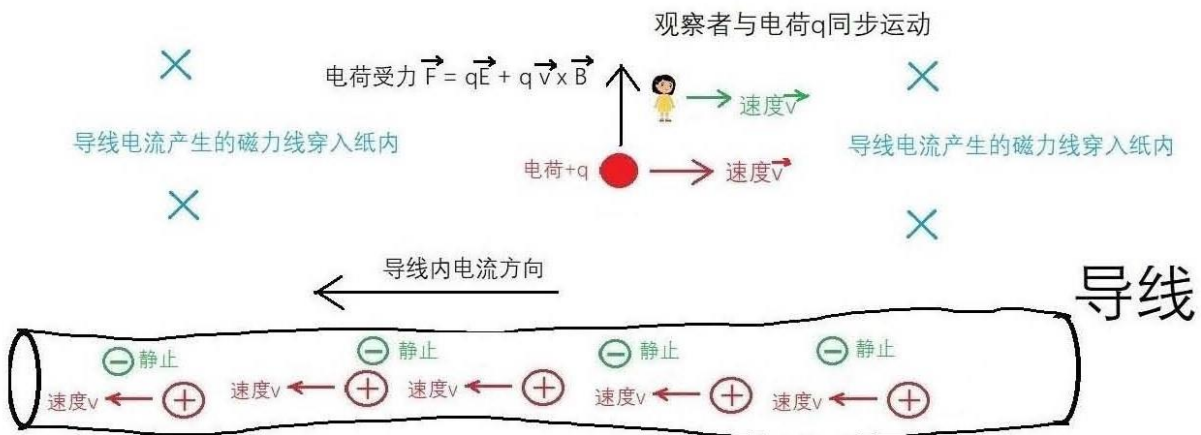 观察者与电荷q同步运动
电荷受力 F = qE + q v x B
速度v
导线电流产生的磁力线穿入纸内
导线电流产生的磁力线穿入纸内
电荷+q
速度v
导线内电流方向
导线
静止
静止
静止
静止
速度v
速度v
速度v
速度v
速度v